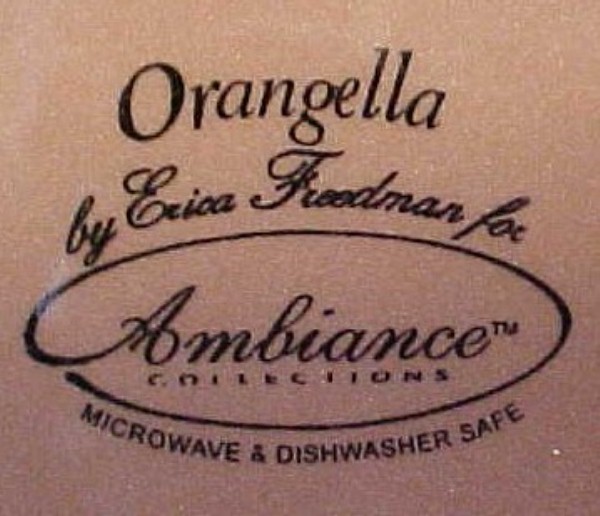 Orangella
by Erica Freedman for
Ambiance™
COLLECTIONS
MICROWAVE & DISHWASHER SAFE